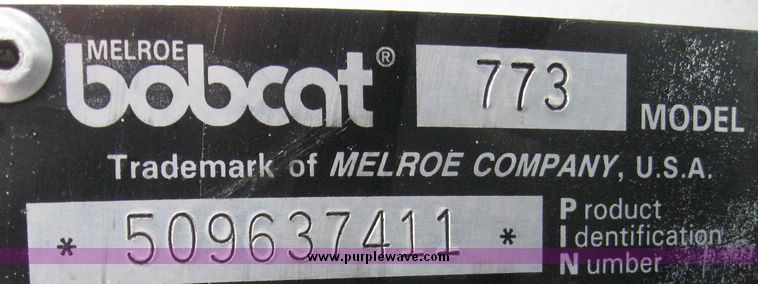 MELROE
bobcat® 773 MODEL
Trademark of MELROE COMPANY, U.S.A.
* 509637411 *
Product
Identification
Number
www.purplewave.com